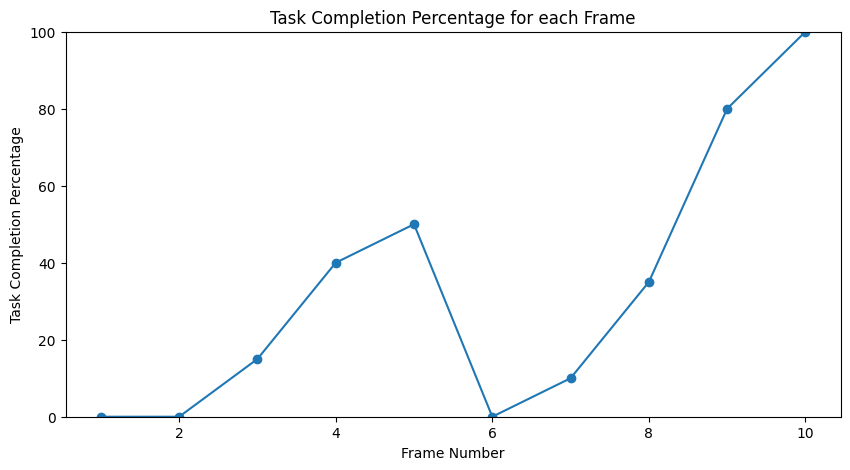 Task Completion Percentage for each Frame
100
80
60
40
20
0
Task Completion Percentage
2 4 6 8 10
Frame Number